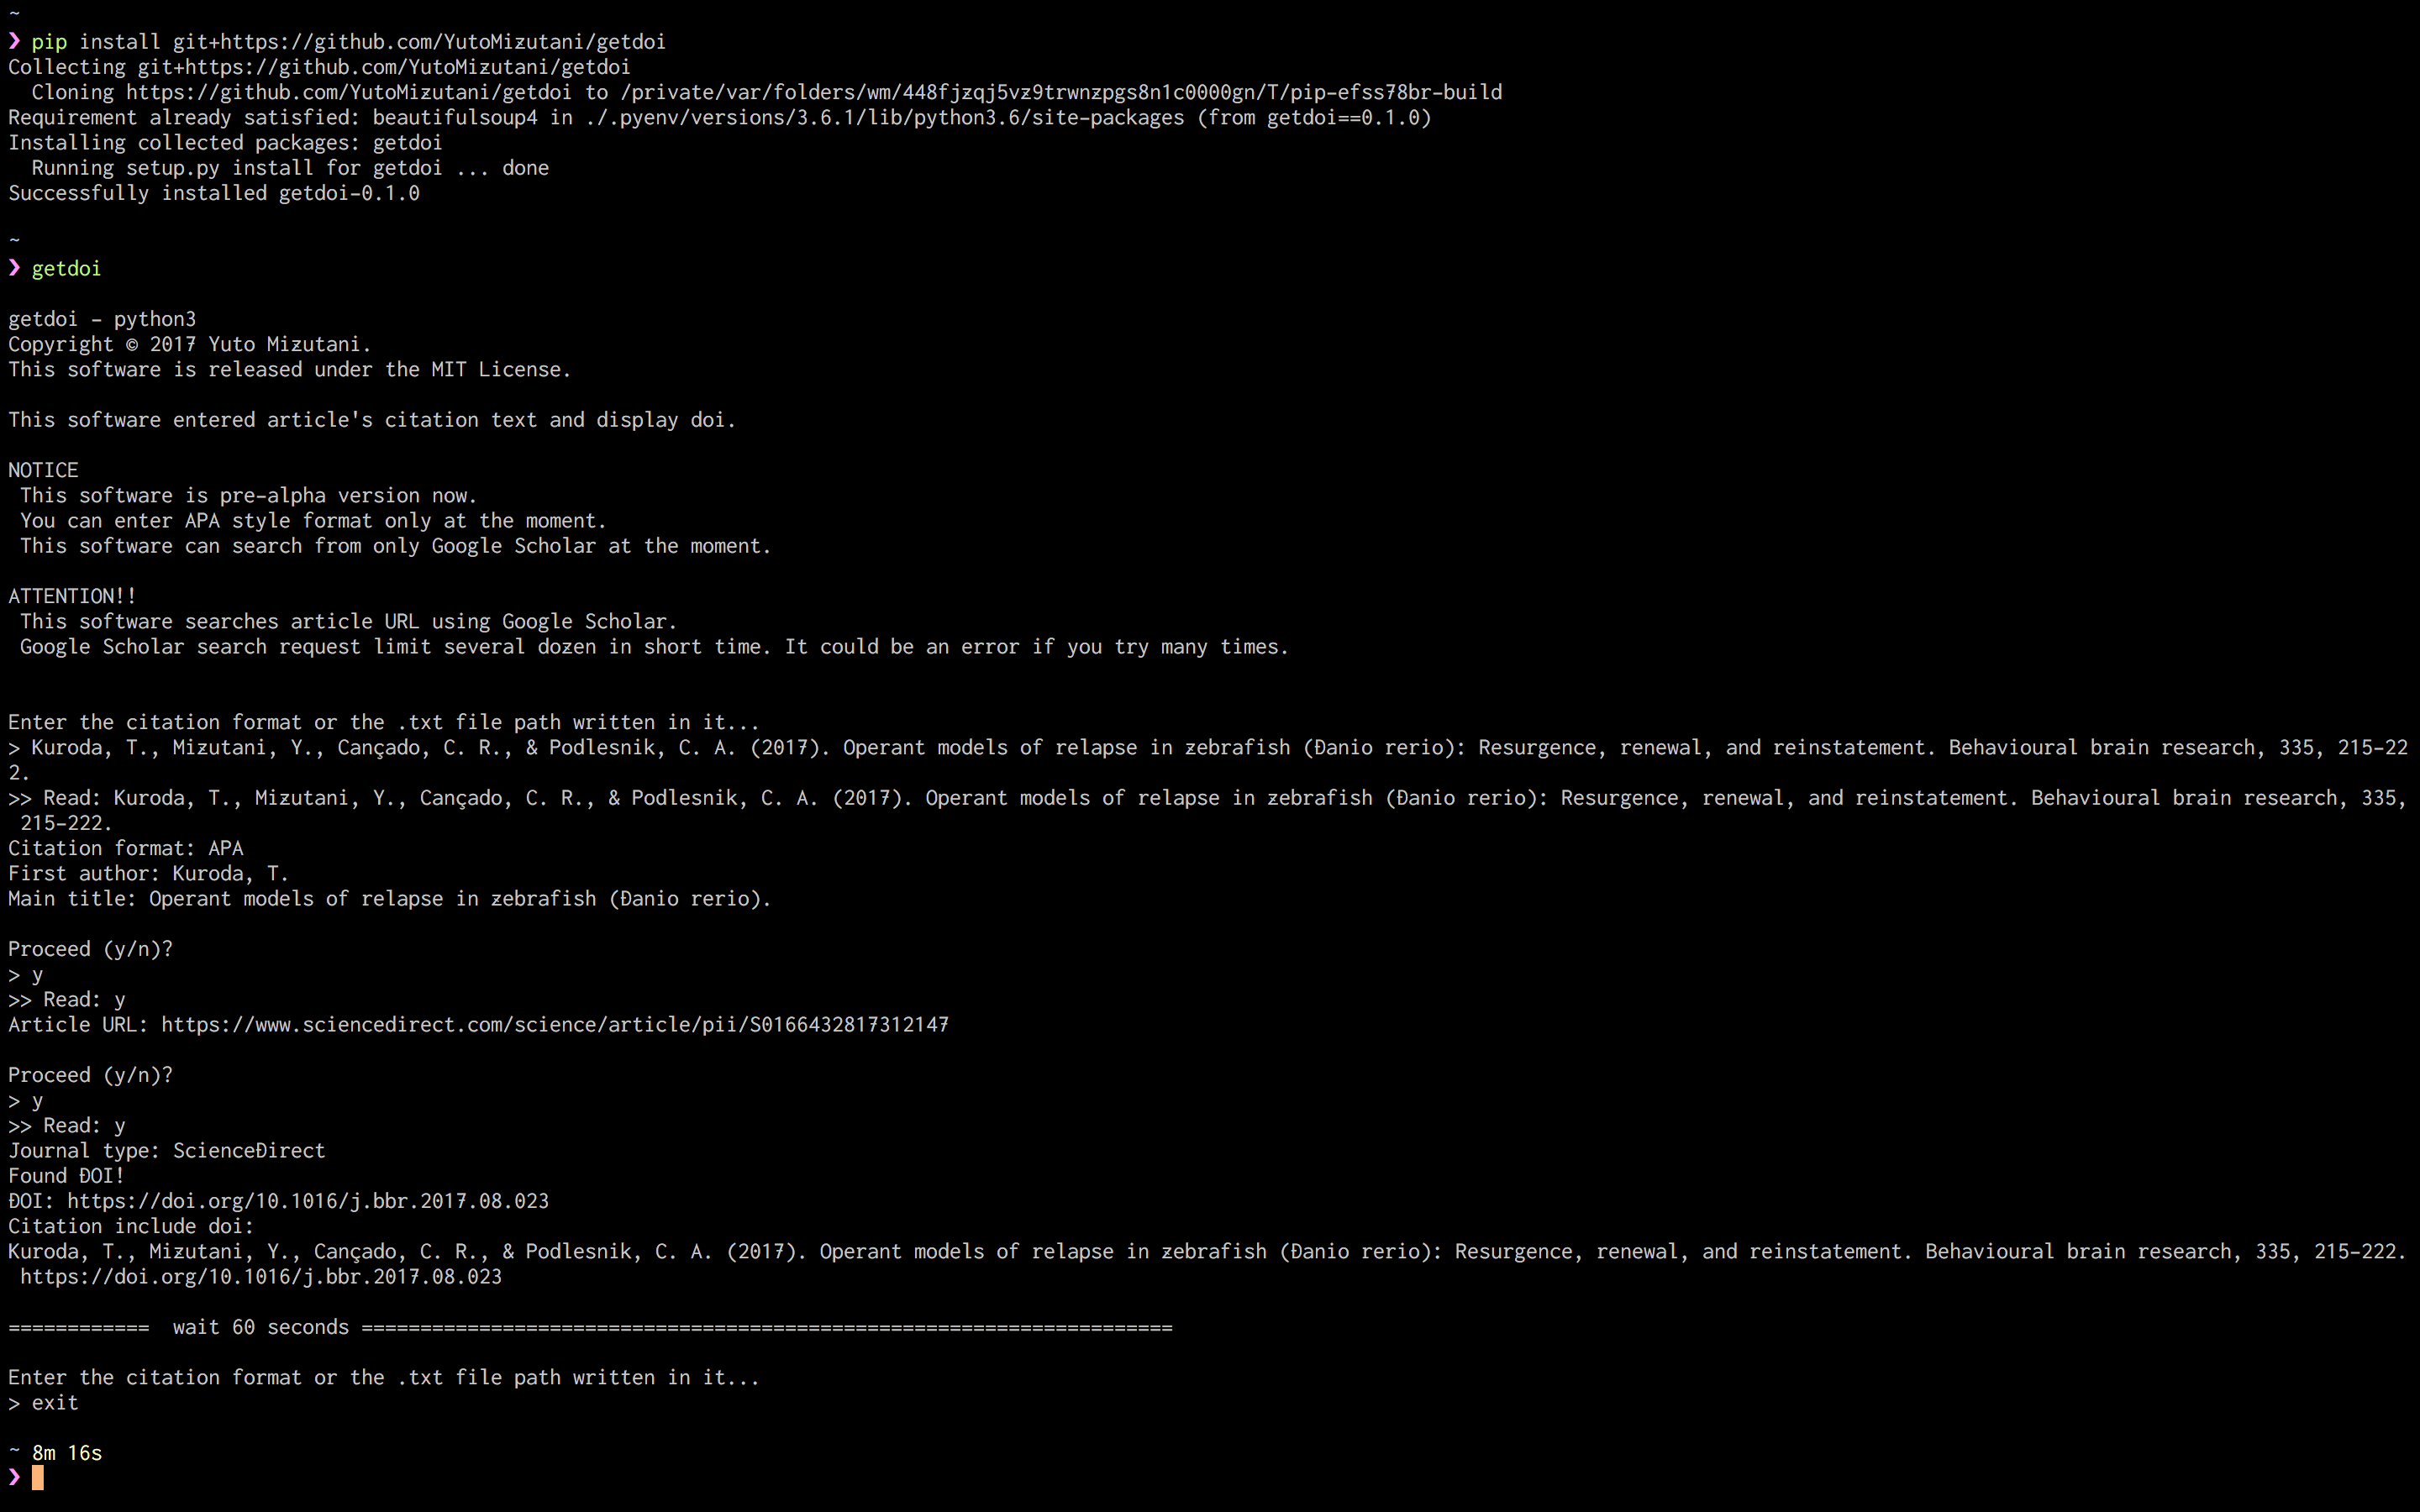 ~
❯ pip install git+https://github.com/YutoMizutani/getdoi
Collecting git+https://github.com/YutoMizutani/getdoi
  Cloning https://github.com/YutoMizutani/getdoi to /private/var/folders/wm/448fjzqj5vz9trwnzpgs8n1c0000gn/T/pip-efss78br-build
Requirement already satisfied: beautifulsoup4 in ./.pyenv/versions/3.6.1/lib/python3.6/site-packages (from getdoi==0.1.0)
Installing collected packages: getdoi
  Running setup.py install for getdoi ... done
Successfully installed getdoi-0.1.0
~
❯ getdoi
getdoi - python3
Copyright © 2017 Yuto Mizutani.
This software is released under the MIT License.
This software entered article's citation text and display doi.
NOTICE
 This software is pre-alpha version now.
 You can enter APA style format only at the moment.
 This software can search from only Google Scholar at the moment.
ATTENTION!!
 This software searches article URL using Google Scholar.
 Google Scholar search request limit several dozen in short time. It could be an error if you try many times.
Enter the citation format or the .txt file path written in it...
> Kuroda, T., Mizutani, Y., Cançado, C. R., & Podlesnik, C. A. (2017). Operant models of relapse in zebrafish (Danio rerio): Resurgence, renewal, and reinstatement. Behavioural brain research, 335, 215-22
2.
>> Read: Kuroda, T., Mizutani, Y., Cançado, C. R., & Podlesnik, C. A. (2017). Operant models of relapse in zebrafish (Danio rerio): Resurgence, renewal, and reinstatement. Behavioural brain research, 335,
 215-222.
Citation format: APA
First author: Kuroda, T.
Main title: Operant models of relapse in zebrafish (Danio rerio).
Proceed (y/n)?
> y
>> Read: y
Article URL: https://www.sciencedirect.com/science/article/pii/S0166432817312147
Proceed (y/n)?
> y
>> Read: y
Journal type: ScienceDirect
Found DOI!
DOI: https://doi.org/10.1016/j.bbr.2017.08.023
Citation include doi:
Kuroda, T., Mizutani, Y., Cançado, C. R., & Podlesnik, C. A. (2017). Operant models of relapse in zebrafish (Danio rerio): Resurgence, renewal, and reinstatement. Behavioural brain research, 335, 215-222.
 https://doi.org/10.1016/j.bbr.2017.08.023
============  wait 60 seconds =====================================================================
Enter the citation format or the .txt file path written in it...
> exit
~ 8m 16s
❯